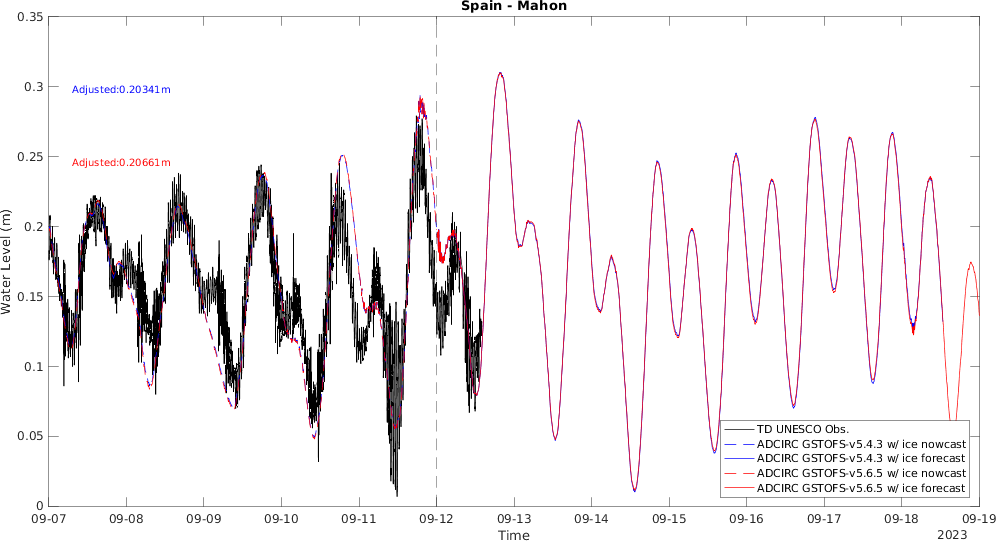 Spain - Mahon
0.35
0.3
0.25
0.2
0.15
0.1
0.05
0
Water Level (m)
Adjusted:0.20341m
Adjusted:0.20661m
TD UNESCO Obs.
ADCIRC GSTOFS-v5.4.3 w/ ice nowcast
ADCIRC GSTOFS-v5.4.3 w/ ice forecast
ADCIRC GSTOFS-v5.6.5 w/ ice nowcast
ADCIRC GSTOFS-v5.6.5 w/ ice forecast
09-07 09-08 09-09 09-10 09-11 09-12 09-13 09-14 09-15 09-16 09-17 09-18 09-19
Time
2023